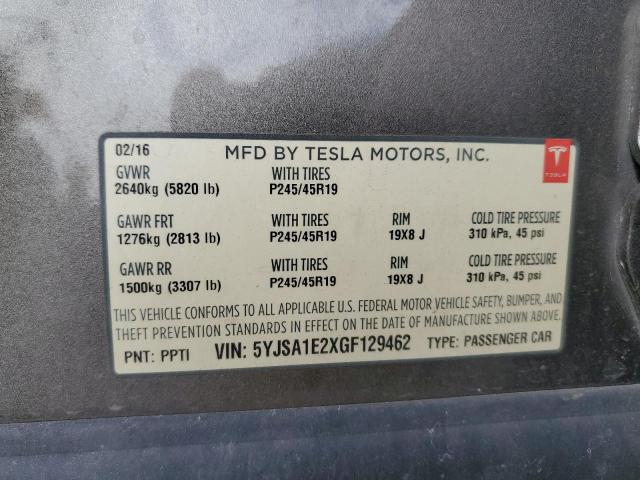 02/16 MFD BY TESLA MOTORS, INC.
GVWR WITH TIRES
2640kg (5820 lb) P245/45R19
TESLA
GAWR FRT WITH TIRES RIM COLD TIRE PRESSURE
1276kg (2813 lb) P245/45R19 19X8 J 310 kPa, 45 psi
GAWR RR WITH TIRES RIM COLD TIRE PRESSURE
1500kg (3307 lb) P245/45R19 19X8 J 310 kPa, 45 psi
THIS VEHICLE CONFORMS TO ALL APPLICABLE U.S. FEDERAL MOTOR VEHICLE SAFETY, BUMPER, AND
THEFT PREVENTION STANDARDS IN EFFECT ON THE DATE OF MANUFACTURE SHOWN ABOVE.
PNT: PPTI VIN: 5YJSA1E2XGF129462 TYPE: PASSENGER CAR